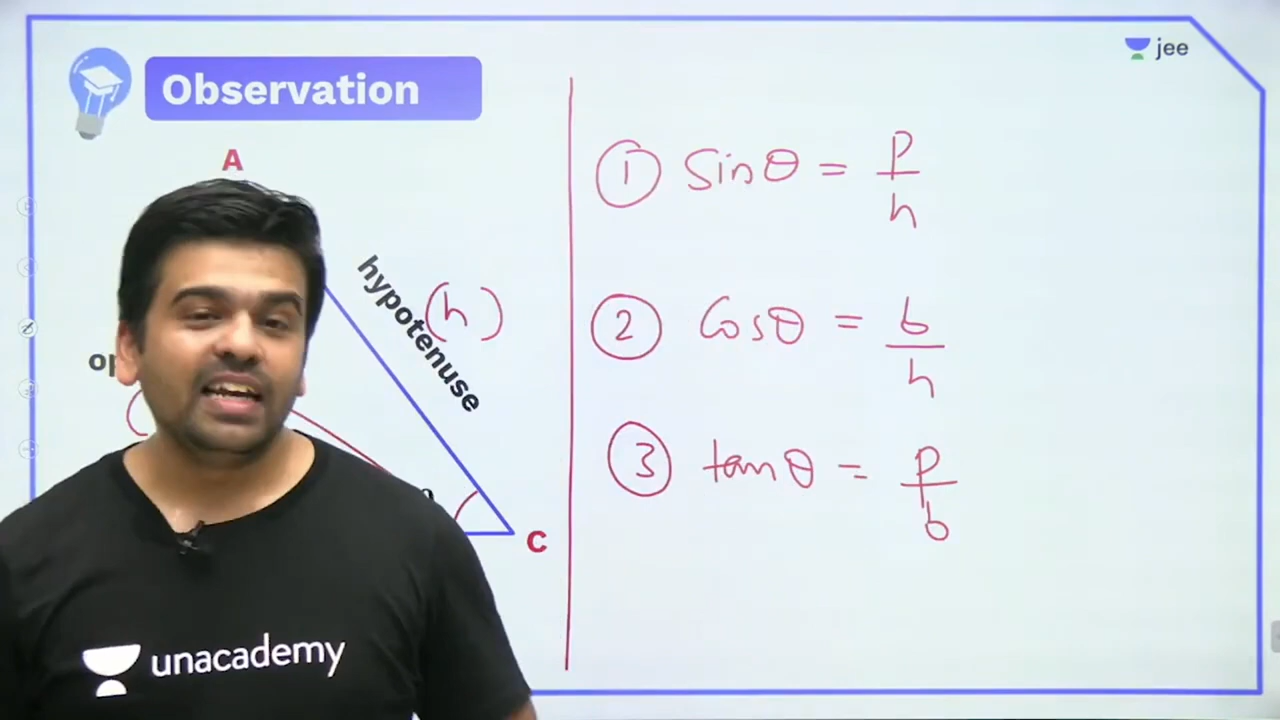 jee
Observation
A
hypotenuse
(h)
op
C
① Sinθ = P/h
② Cosθ = b/h
③ tanθ = P/b
unacademy